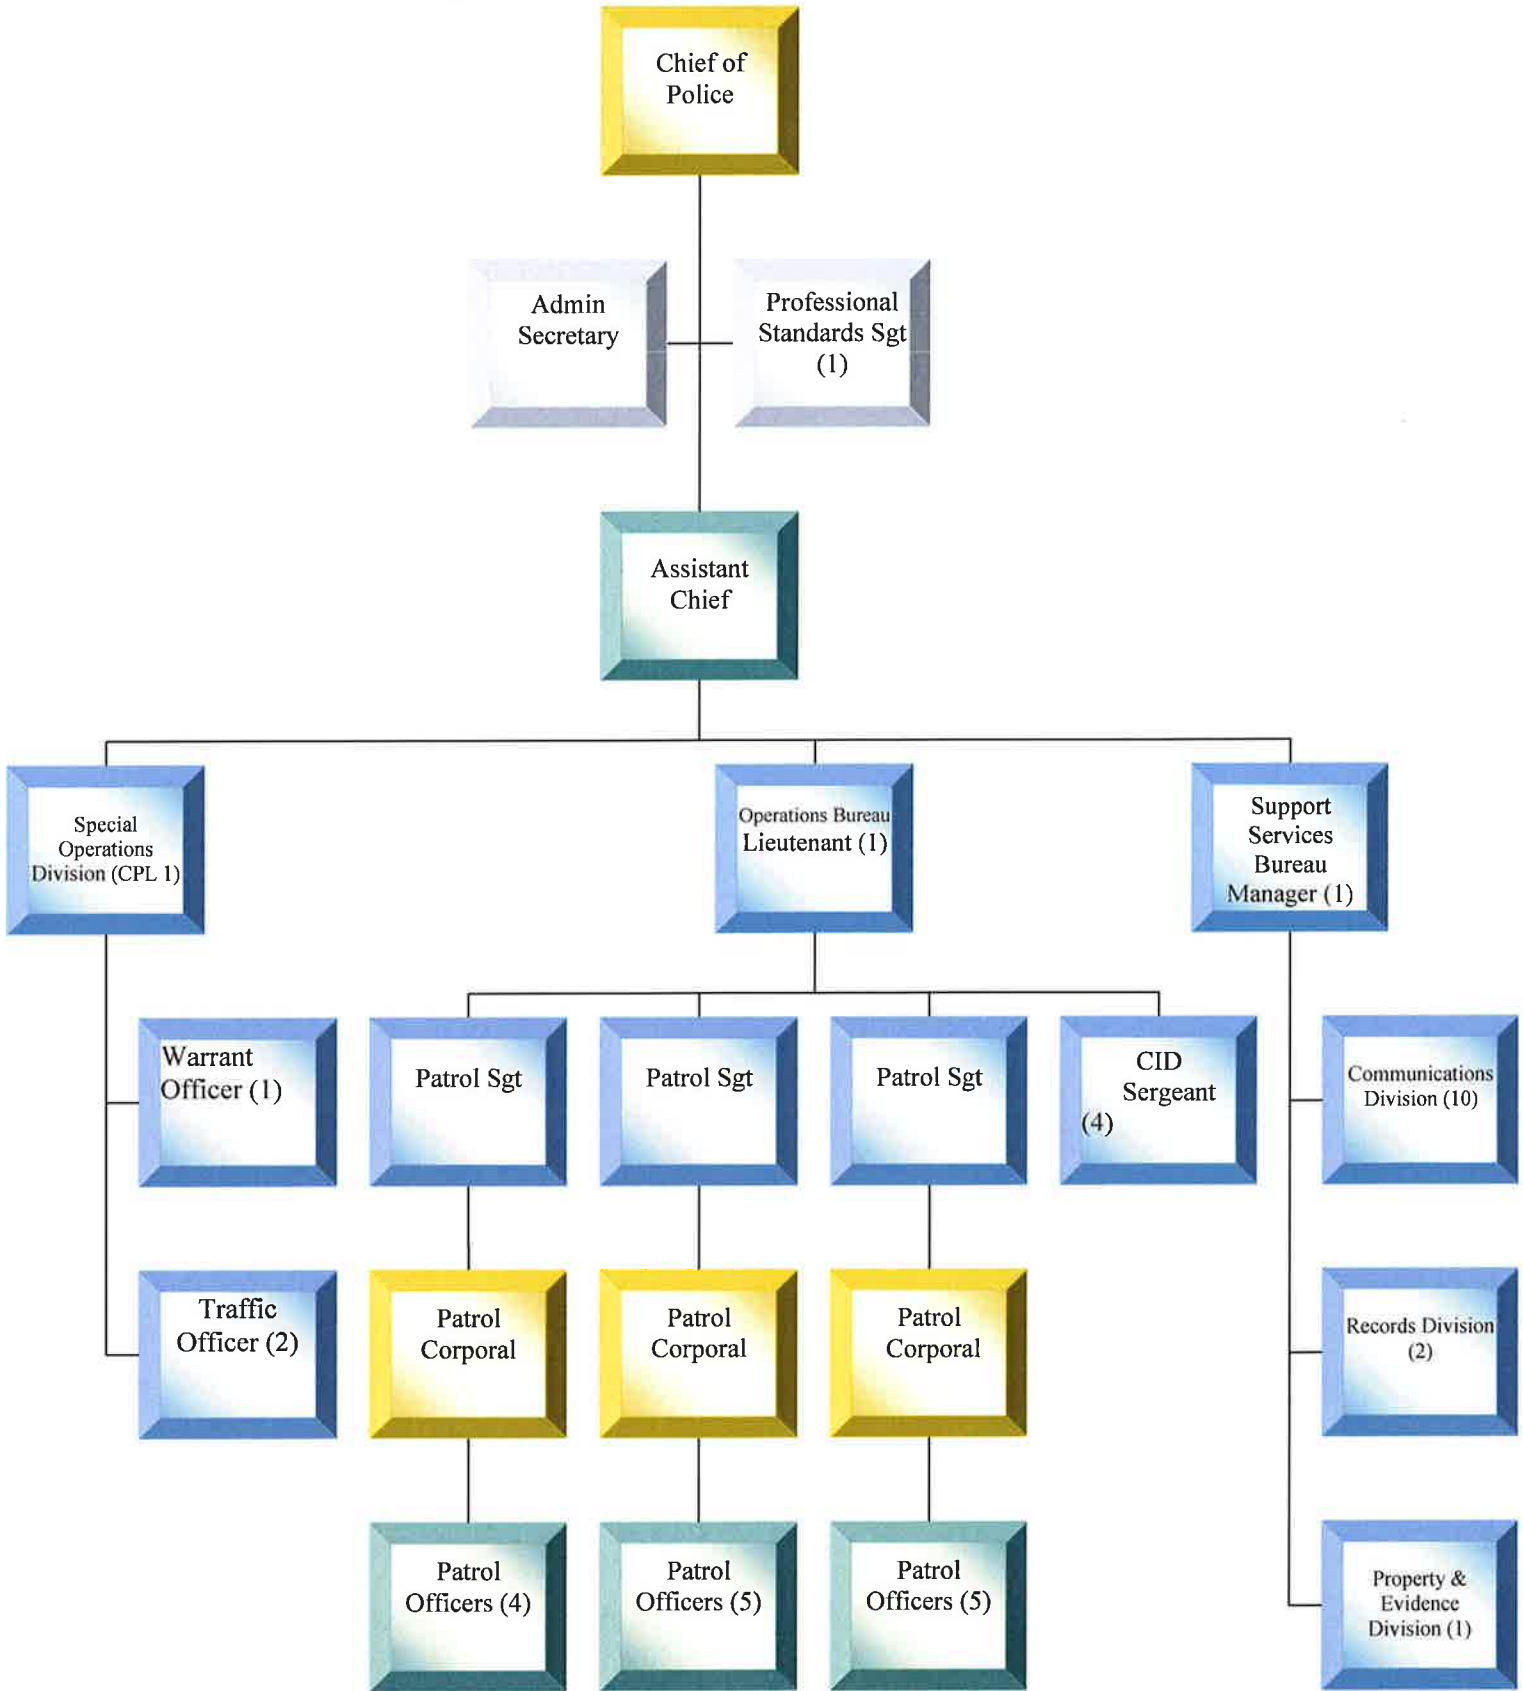 Chief of
Police
Admin
Secretary
Professional
Standards Sgt
(1)
Assistant
Chief
Special
Operations
Division (CPL 1)
Operations Bureau
Lieutenant (1)
Support
Services
Bureau
Manager (1)
Warrant
Officer (1)
Patrol Sgt
Patrol Sgt
Patrol Sgt
CID
Sergeant
(4)
Communications
Division (10)
Traffic
Officer (2)
Patrol
Corporal
Patrol
Corporal
Patrol
Corporal
Records Division
(2)
Patrol
Officers (4)
Patrol
Officers (5)
Patrol
Officers (5)
Property &
Evidence
Division (1)